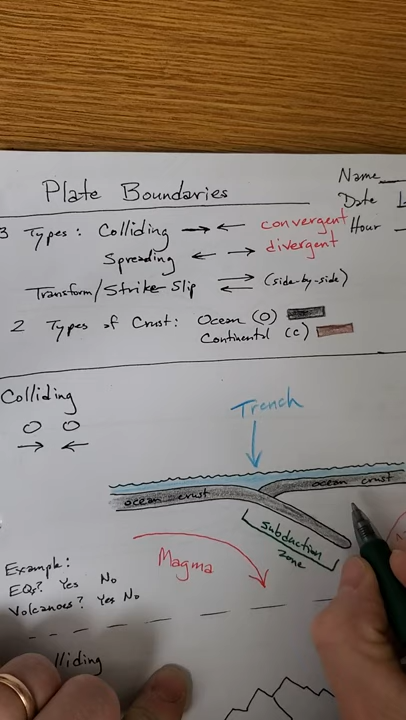 Plate Boundaries
Name
Date
Hour
3 Types: Colliding → ← convergent
Spreading ← → divergent
Transform/Strike-Slip → ← (side-by-side)
2 Types of Crust: Ocean (O)
Continental (C)
Colliding
O O
→ ←
Trench
ocean crust
ocean crust
subduction
zone
Magma
Example:
EQs? Yes No
Volcanoes? Yes No
lliding